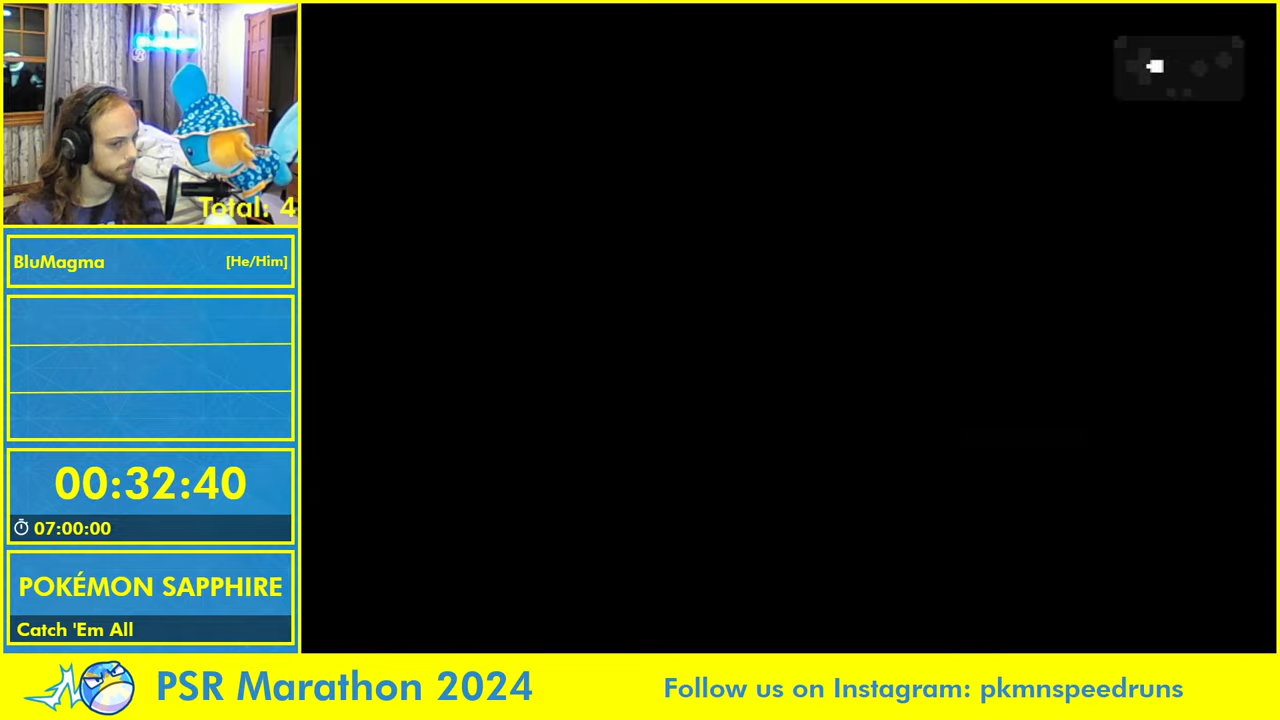 Total: 4
BluMagma
[He/Him]
00:32:40
07:00:00
POKÉMON SAPPHIRE
Catch 'Em All
PSR Marathon 2024
Follow us on Instagram: pkmnspeedruns